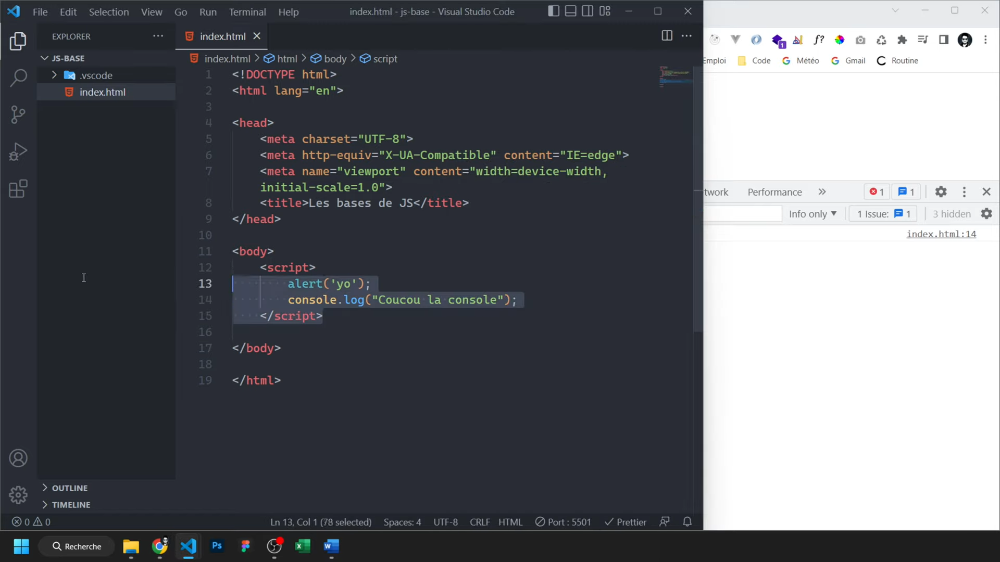 File Edit Selection View Go Run Terminal Help index.html - js-base - Visual Studio Code
EXPLORER
JS-BASE
.vscode
index.html
index.html
index.html html body script
1 <!DOCTYPE html>
2 <html lang="en">
3
4 <head>
5 <meta charset="UTF-8">
6 <meta http-equiv="X-UA-Compatible" content="IE=edge">
7 <meta name="viewport" content="width=device-width,
initial-scale=1.0">
8 <title>Les bases de JS</title>
9 </head>
10
11 <body>
12 <script>
13 alert('yo');
14 console.log("Coucou la console");
15 </script>
16
17 </body>
18
19 </html>
OUTLINE
TIMELINE
0 0 Ln 13, Col 1 (78 selected) Spaces: 4 UTF-8 CRLF HTML Port : 5501 Prettier
1 f?
Emploi Code Météo Gmail Routine
twork Performance 1 1
Info only 1 Issue: 1 3 hidden
index.html:14
Recherche Ps